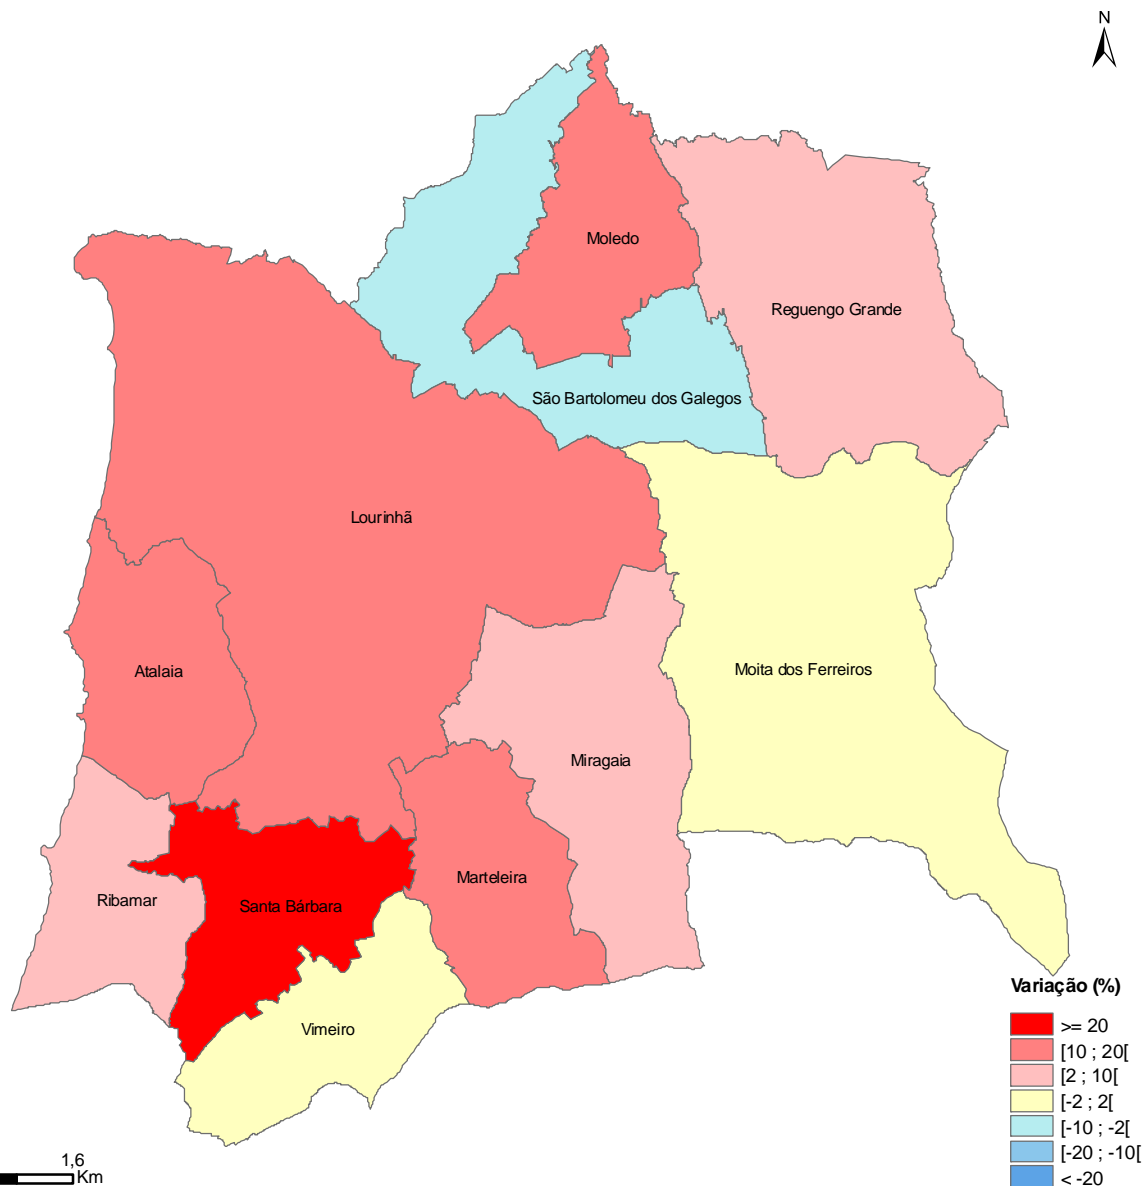 N
Moledo
Reguengo Grande
São Bartolomeu dos Galegos
Lourinhã
Atalaia
Moita dos Ferreiros
Miragaia
Marteleira
Ribamar
Santa Bárbara
Vimeiro
Variação (%)
>= 20
[10 ; 20[
[2 ; 10[
[-2 ; 2[
[-10 ; -2[
[-20 ; -10[
< -20
1,6
Km